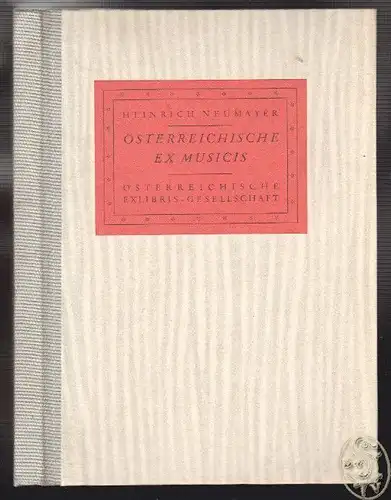 HEINRICH NEUMAYER
ÖSTERREICHISCHE
EX MUSICIS
ÖSTERREICHISCHE
EXLIBRIS-GESELLSCHAFT